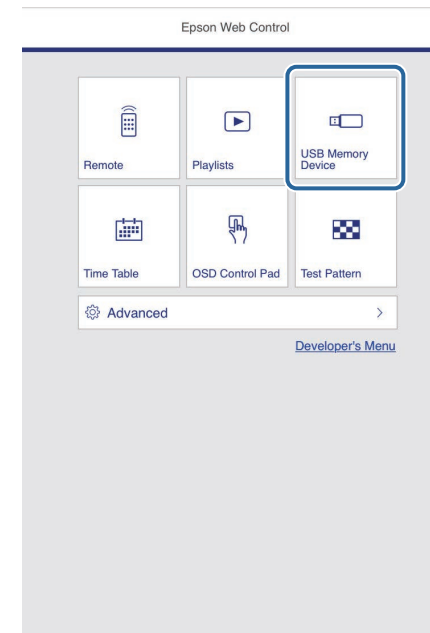 Epson Web Control
Remote
Playlists
USB Memory
Device
Time Table
OSD Control Pad
Test Pattern
Advanced
Developer's Menu